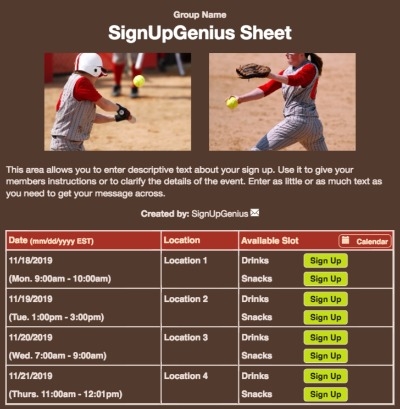 Group Name
SignUpGenius Sheet
This area allows you to enter descriptive text about your sign up. Use it to give your
members instructions or to clarify the details of the event. Enter as little or as much text as
you need to get your message across.
Created by: SignUpGenius
Date (mm/dd/yyyy EST) Location Available Slot Calendar
11/18/2019 Location 1 Drinks Sign Up
(Mon. 9:00am - 10:00am) Snacks Sign Up
11/19/2019 Location 2 Drinks Sign Up
(Tue. 1:00pm - 3:00pm) Snacks Sign Up
11/20/2019 Location 3 Drinks Sign Up
(Wed. 7:00am - 9:00am) Snacks Sign Up
11/21/2019 Location 4 Drinks Sign Up
(Thurs. 11:00am - 12:01pm) Snacks Sign Up